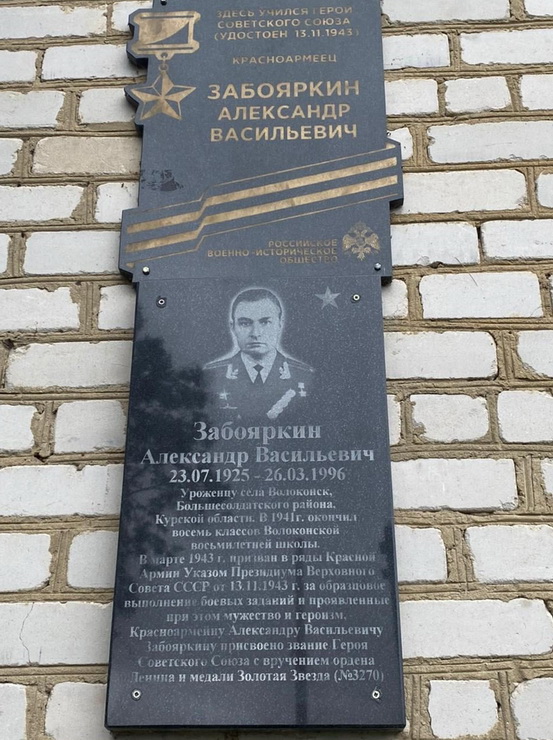 ЗДЕСЬ УЧИЛСЯ ГЕРОЙ
СОВЕТСКОГО СОЮЗА
(УДОСТОЕН 13.11.1943)
КРАСНОАРМЕЕЦ
ЗАБОЯРКИН
АЛЕКСАНДР
ВАСИЛЬЕВИЧ
РОССИЙСКОЕ
ВОЕННО-ИСТОРИЧЕСКОЕ
ОБЩЕСТВО
Забояркин
Александр Васильевич
23.07.1925 - 26.03.1996
Уроженец села Волоконск,
Большесолдатского района,
Курской области. В 1941г. окончил
восемь классов Волоконской
восьмилетней школы.
В марте 1943 г. призван в ряды Красной
Армии Указом Президиума Верховного
Совета СССР от 13.11.1943 г. за образцовое
выполнение боевых заданий и проявленные
при этом мужество и героизм,
Красноармейцу Александру Васильевичу
Забояркину присвоено звание Героя
Советского Союза с вручением ордена
Ленина и медали Золотая Звезда (№3270)